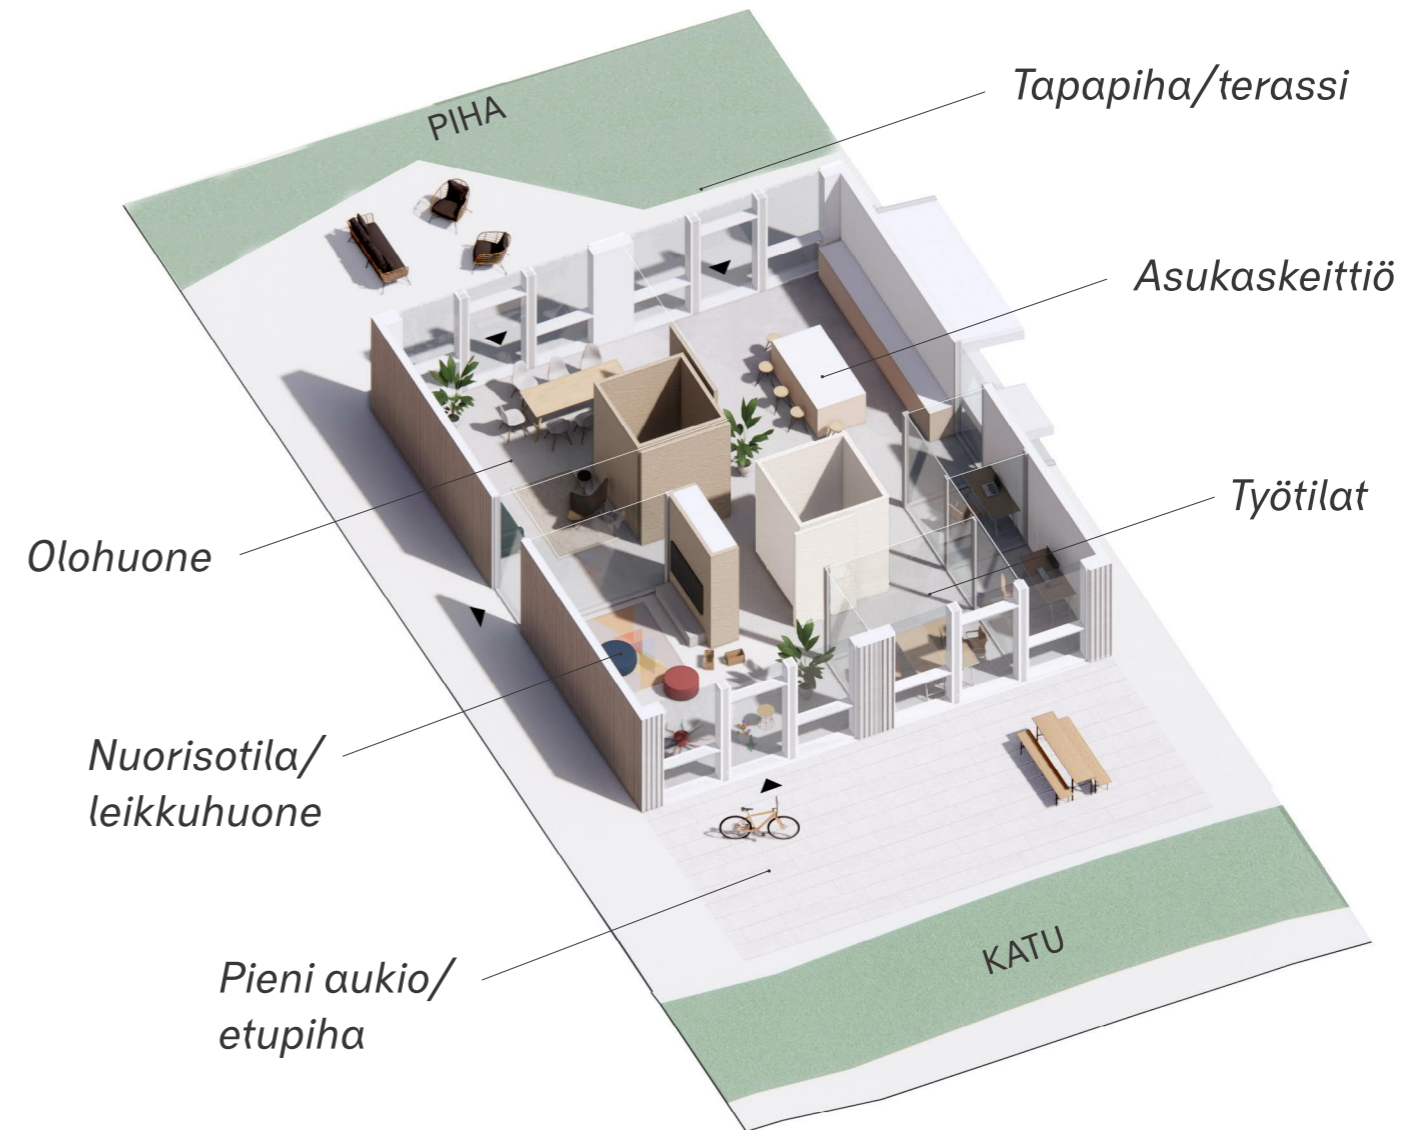 PIHA
Tapapiha/terassi
Asukaskeittiö
Työtilat
Olohuone
Nuorisotila/
leikkuhuone
Pieni aukio/
etupiha
KATU